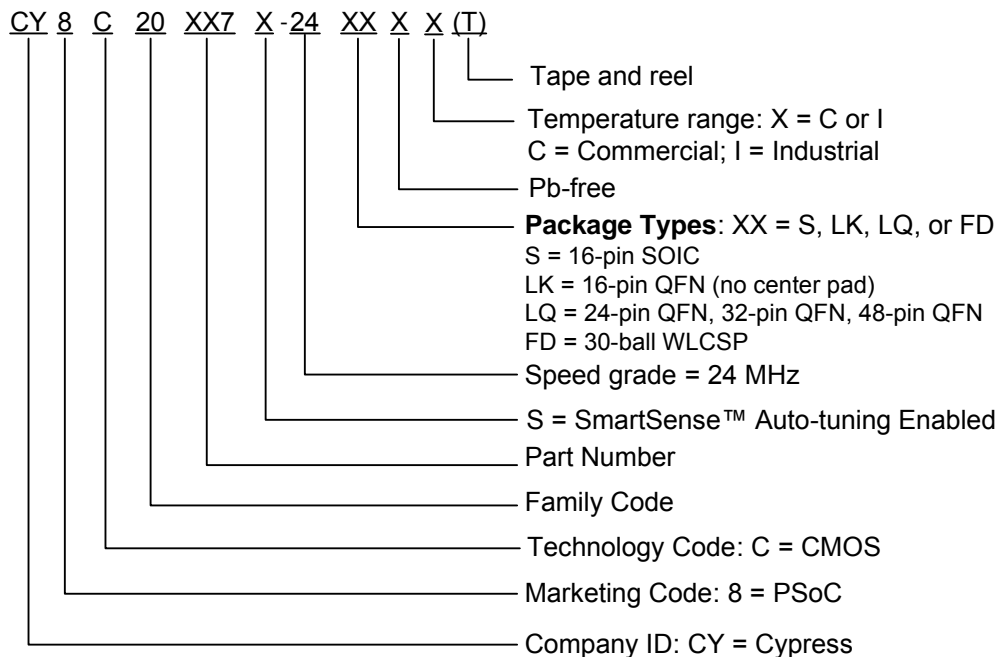 CY 8 C 20 XX7 X - 24 XX X X (T)
Tape and reel
Temperature range: X = C or I
C = Commercial; I = Industrial
Pb-free
Package Types: XX = S, LK, LQ, or FD
S = 16-pin SOIC
LK = 16-pin QFN (no center pad)
LQ = 24-pin QFN, 32-pin QFN, 48-pin QFN
FD = 30-ball WLCSP
Speed grade = 24 MHz
S = SmartSense™ Auto-tuning Enabled
Part Number
Family Code
Technology Code: C = CMOS
Marketing Code: 8 = PSoC
Company ID: CY = Cypress